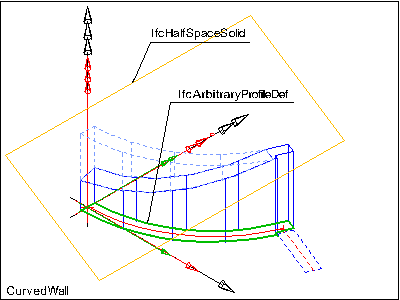 IfcHalfSpaceSolid
IfcArbitraryProfileDef
CurvedWall